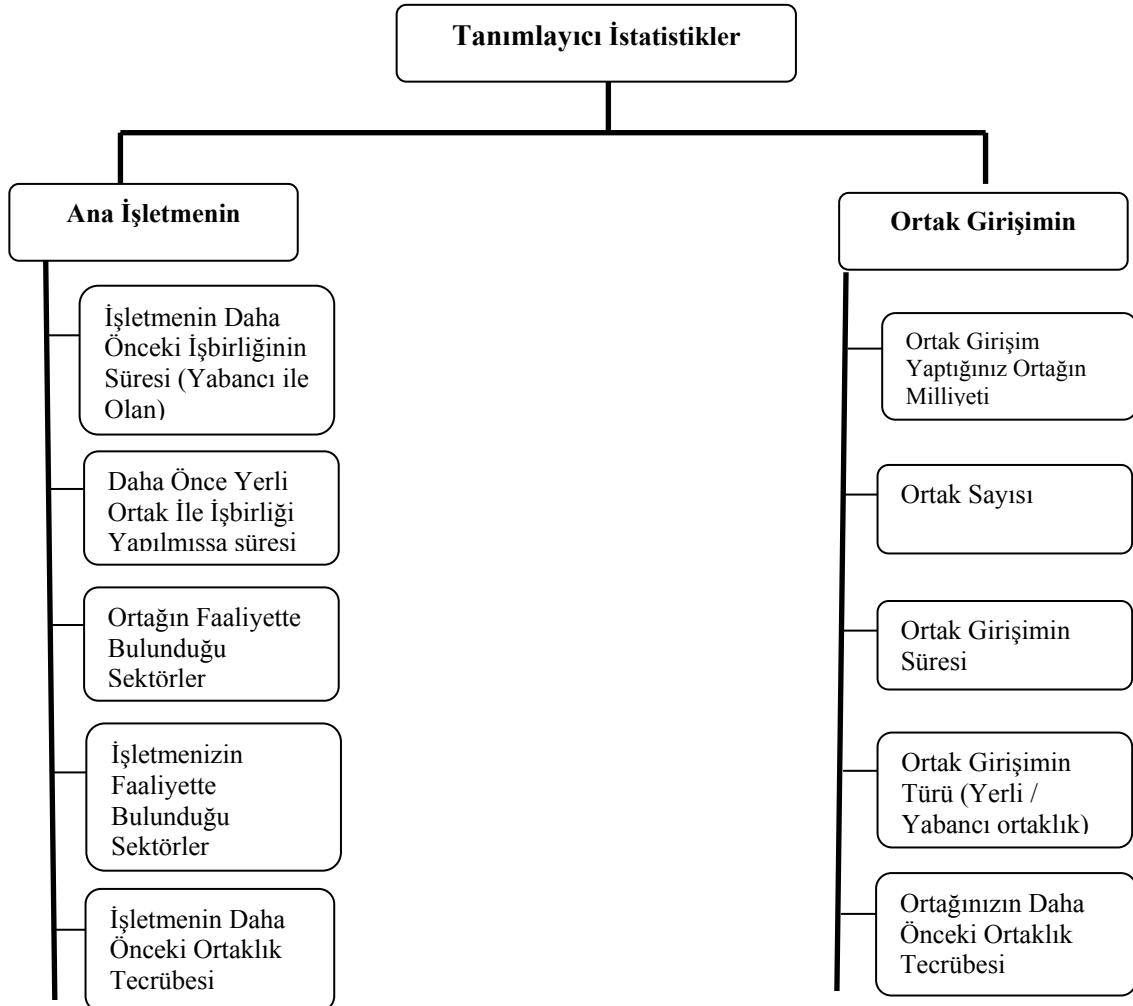 Tanımlayıcı İstatistikler
Ana İşletmenin
İşletmenin Daha
Önceki İşbirliğinin
Süresi (Yabancı ile
Olan)
Daha Önce Yerli
Ortak İle İşbirliği
Yapılmışsa süresi
Ortağın Faaliyette
Bulunduğu
Sektörler
İşletmenizin
Faaliyette
Bulunduğu
Sektörler
İşletmenin Daha
Önceki Ortaklık
Tecrübesi
Ortak Girişimin
Ortak Girişim
Yaptığınız Ortağın
Milliyeti
Ortak Sayısı
Ortak Girişimin
Süresi
Ortak Girişimin
Türü (Yerli /
Yabancı ortaklık)
Ortağınızın Daha
Önceki Ortaklık
Tecrübesi